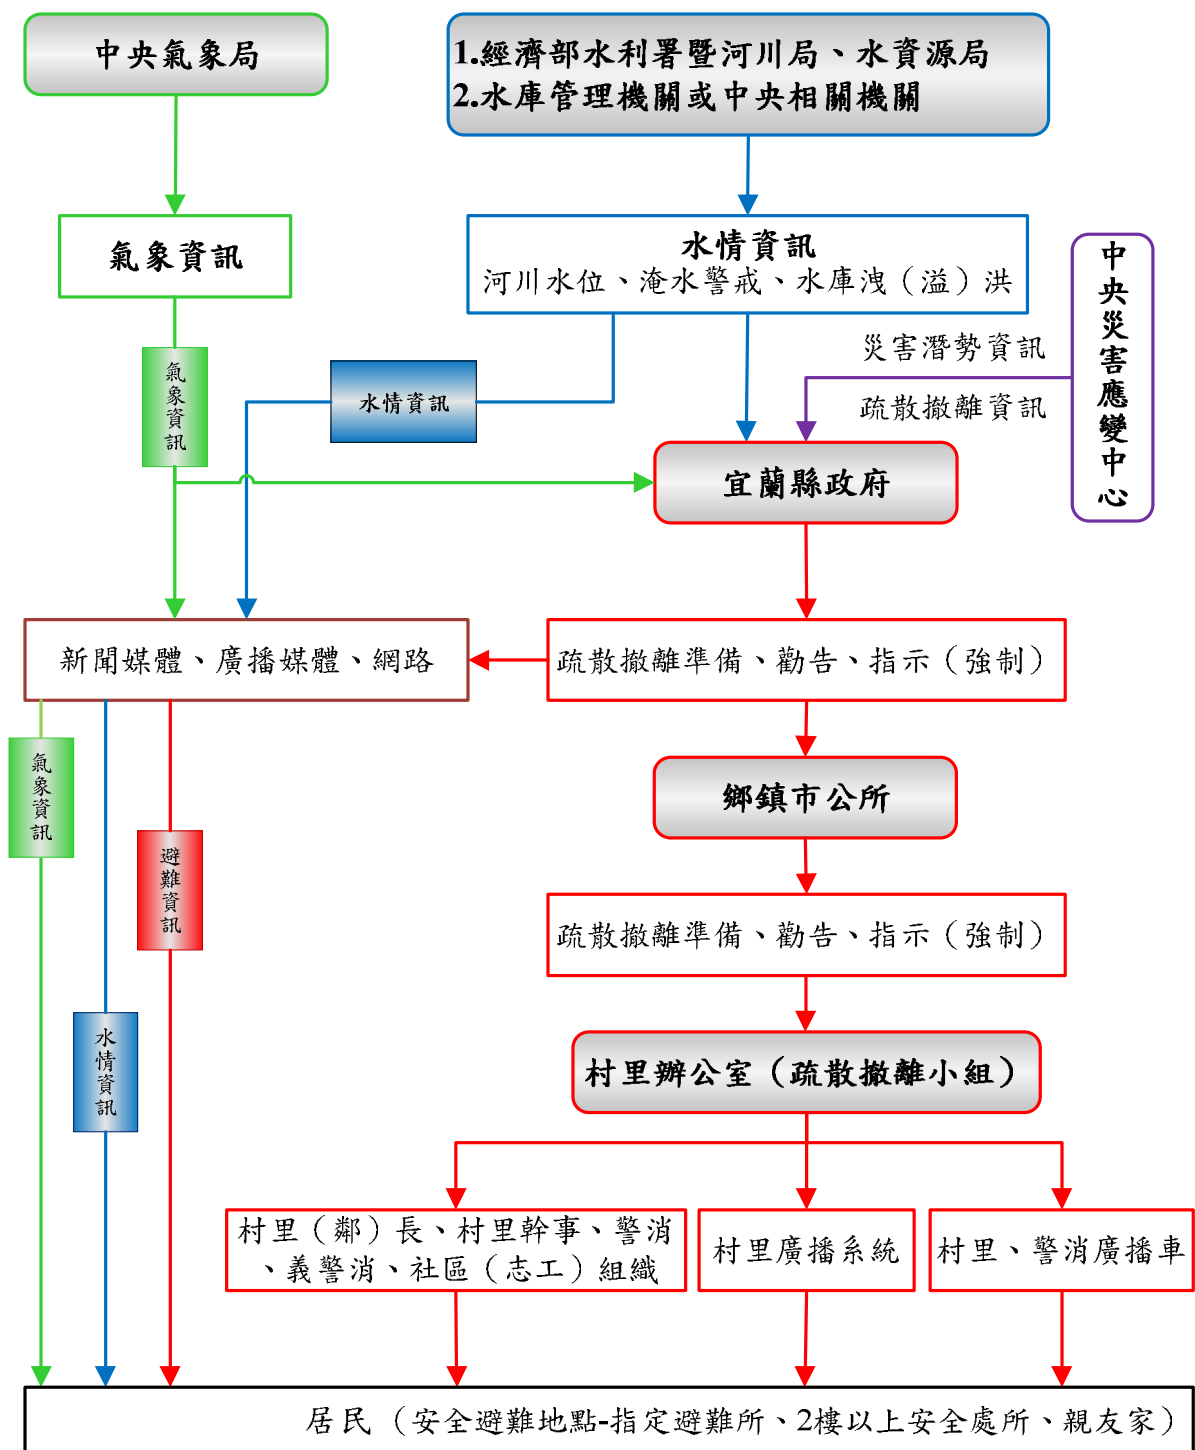 中央氣象局
1.經濟部水利署暨河川局、水資源局
2.水庫管理機關或中央相關機關
氣象資訊
水情資訊
河川水位、淹水警戒、水庫洩（溢）洪
中央災害應變中心
災害潛勢資訊
疏散撤離資訊
氣象資訊
水情資訊
宜蘭縣政府
新聞媒體、廣播媒體、網路
疏散撤離準備、勸告、指示（強制）
氣象資訊
鄉鎮市公所
避難資訊
疏散撤離準備、勸告、指示（強制）
水情資訊
村里辦公室（疏散撤離小組）
村里（鄰）長、村里幹事、警消
、義警消、社區（志工）組織
村里廣播系統
村里、警消廣播車
居民（安全避難地點-指定避難所、2樓以上安全處所、親友家）